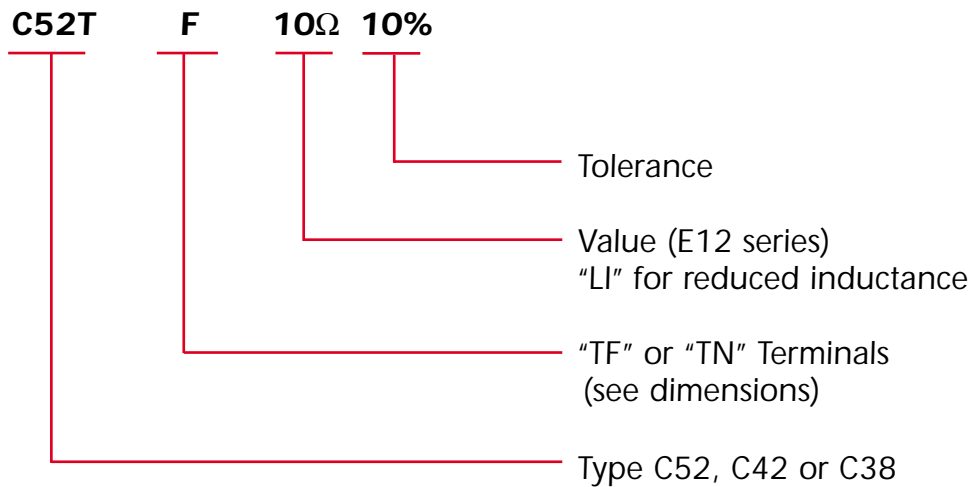 C52T F 10Ω 10%
Tolerance
Value (E12 series)
"LI" for reduced inductance
"TF" or "TN" Terminals
(see dimensions)
Type C52, C42 or C38